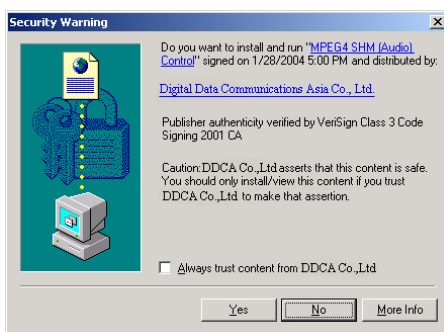 Security Warning
Do you want to install and run "MPEG4 SHM (Audio)
Control" signed on 1/28/2004 5:00 PM and distributed by:
Digital Data Communications Asia Co., Ltd.
Publisher authenticity verified by VeriSign Class 3 Code
Signing 2001 CA
Caution:DDCA Co.,Ltd asserts that this content is safe.
You should only install/view this content if you trust
DDCA Co.,Ltd to make that assertion.
Always trust content from DDCA Co.,Ltd
Yes
No
More Info